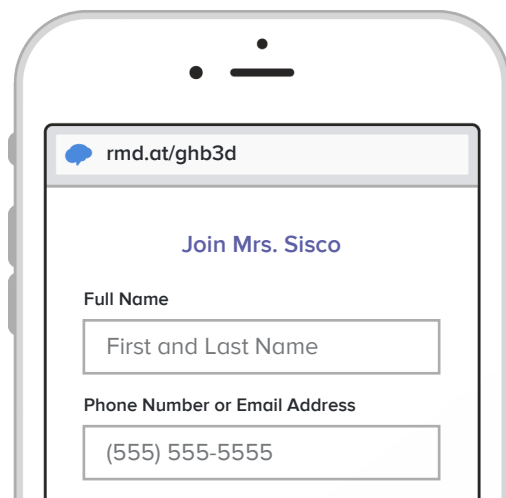 rmd.at/ghb3d
Join Mrs. Sisco
Full Name
First and Last Name
Phone Number or Email Address
(555) 555-5555